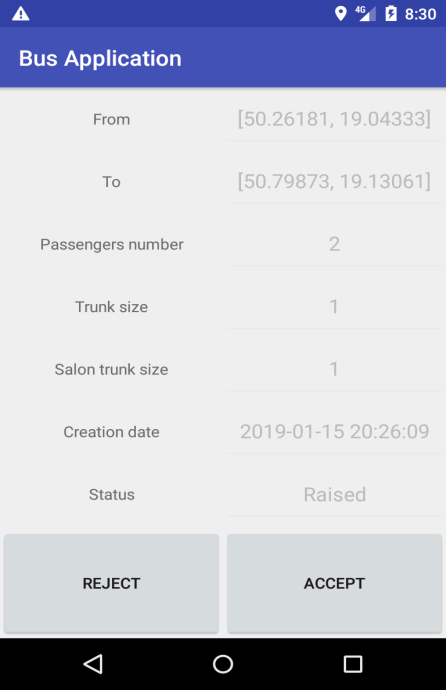 4G 8:30
Bus Application
From [50.26181, 19.04333]
To [50.79873, 19.13061]
Passengers number 2
Trunk size 1
Salon trunk size 1
Creation date 2019-01-15 20:26:09
Status Raised
REJECT ACCEPT